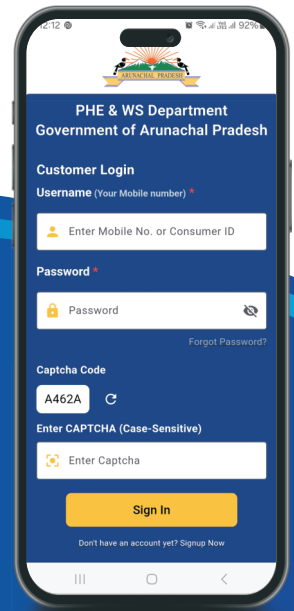 2:12
92%
ARUNACHAL PRADESH
PHE & WS Department
Government of Arunachal Pradesh
Customer Login
Username (Your Mobile number) *
Enter Mobile No. or Consumer ID
Password *
Password
Forgot Password?
Captcha Code
A462A
Enter CAPTCHA (Case-Sensitive)
Enter Captcha
Sign In
Don't have an account yet? Signup Now